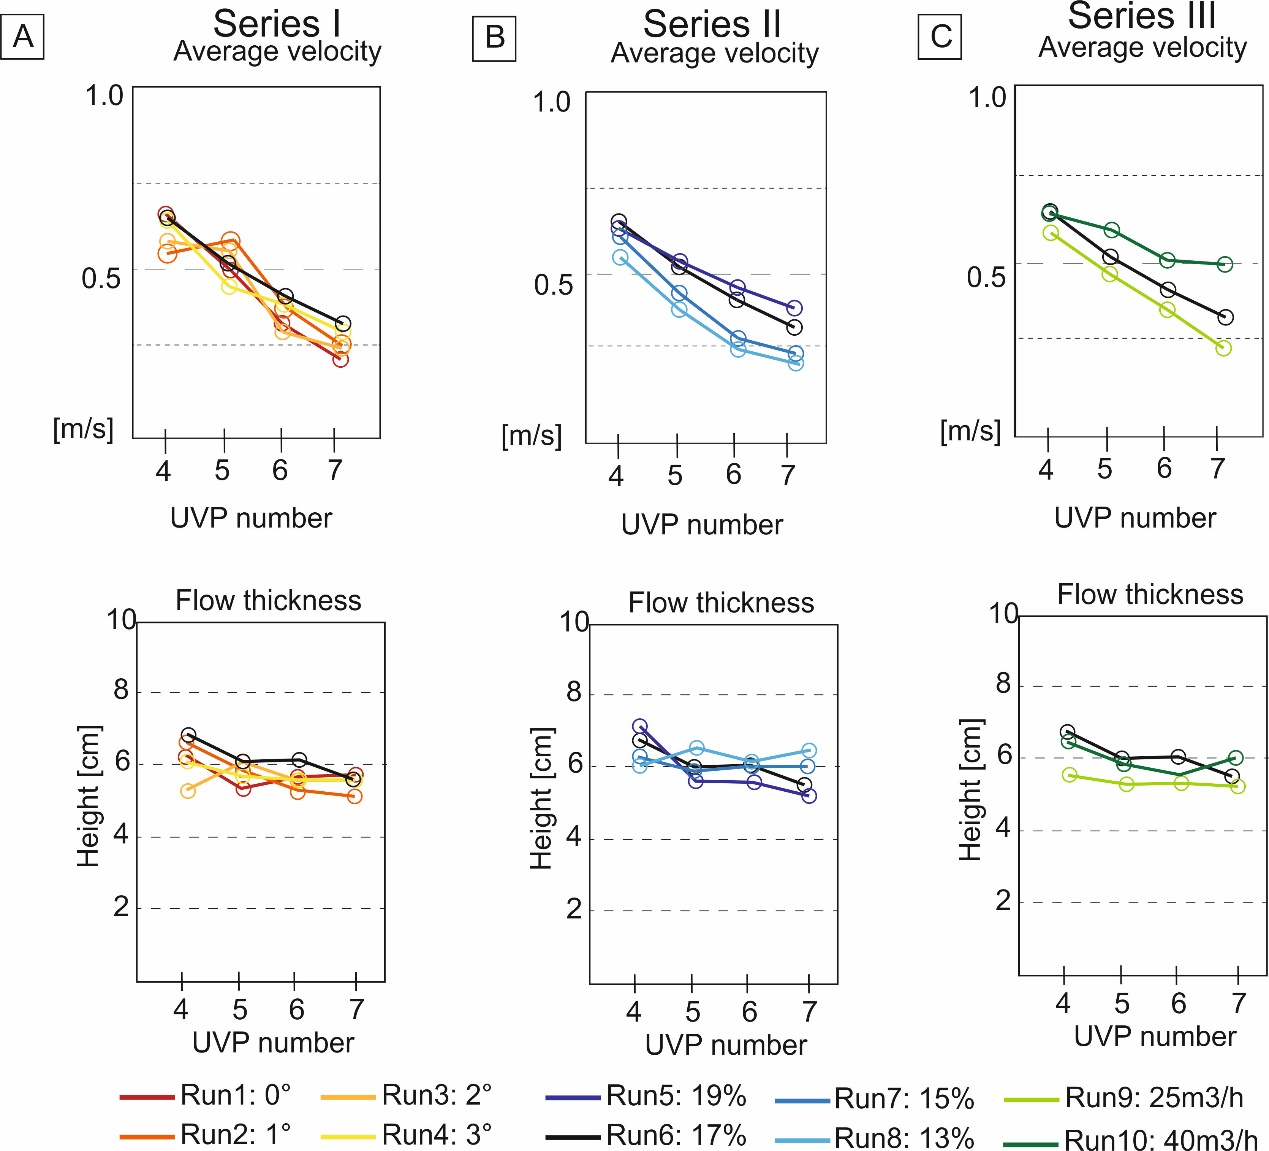 A
Series I
Average velocity
1.0
0.5
[m/s]
4 5 6 7
UVP number
B
Series II
Average velocity
1.0
0.5
[m/s]
4 5 6 7
UVP number
C
Series III
Average velocity
1.0
0.5
[m/s]
4 5 6 7
UVP number
Flow thickness
10
8
6
4
2
Height [cm]
4 5 6 7
UVP number
Flow thickness
10
8
6
4
2
Height [cm]
4 5 6 7
UVP number
Flow thickness
10
8
6
4
2
Height [cm]
4 5 6 7
UVP number
Run1: 0° Run3: 2° Run5: 19% Run7: 15% Run9: 25m3/h
Run2: 1° Run4: 3° Run6: 17% Run8: 13% Run10: 40m3/h